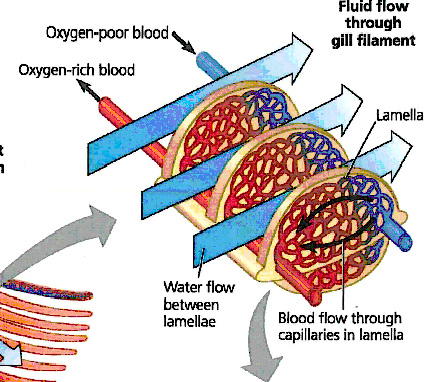 Fluid flow
through
gill filament
Oxygen-poor blood
Oxygen-rich blood
Lamella
Water flow
between
lamellae
Blood flow through
capillaries in lamella